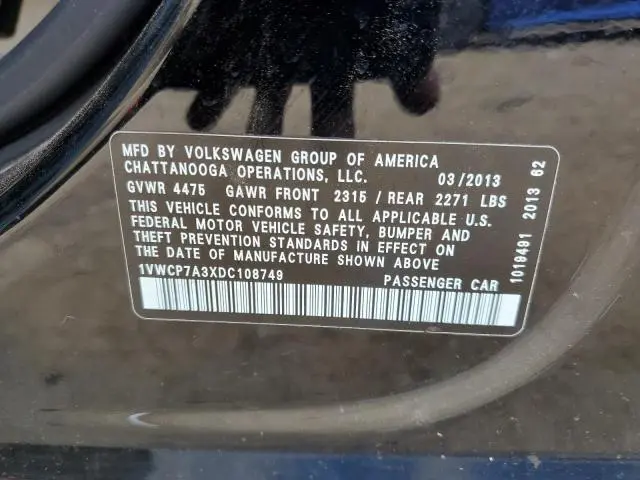 MFD BY VOLKSWAGEN GROUP OF AMERICA
CHATTANOOGA OPERATIONS, LLC. 03/2013
GVWR 4475 GAWR FRONT 2315 / REAR 2271 LBS
THIS VEHICLE CONFORMS TO ALL APPLICABLE U.S.
FEDERAL MOTOR VEHICLE SAFETY, BUMPER AND
THEFT PREVENTION STANDARDS IN EFFECT ON
THE DATE OF MANUFACTURE SHOWN ABOVE
1VWCP7A3XDC108749 PASSENGER CAR
1019491 2013 62